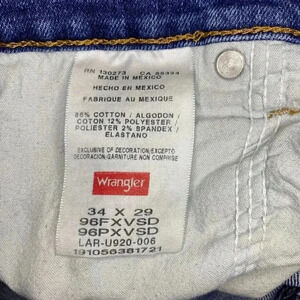 RN 130273 CA 00334
MADE IN MEXICO
HECHO EN MEXICO
FABRIQUE AU MEXIQUE
86% COTTON / ALGODON /
COTON 12% POLYESTER /
POLIESTER 2% SPANDEX /
ELASTANO
EXCLUSIVE OF DECORATION/EXCEPTO
DECORACION/GARNITURE NON COMPRISE
Wrangler
34 X 29
96FXVSD
96PXVSD
LAR-U920-006
191056381721